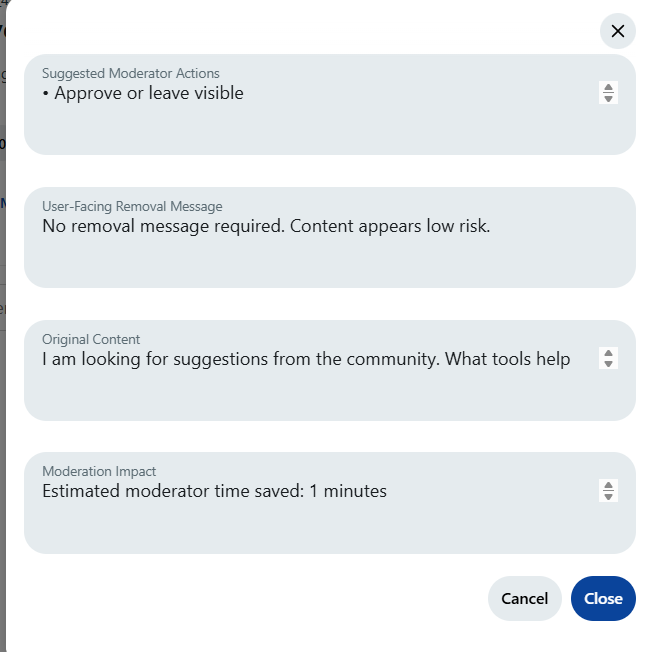 Suggested Moderator Actions
• Approve or leave visible
User-Facing Removal Message
No removal message required. Content appears low risk.
Original Content
I am looking for suggestions from the community. What tools help
Moderation Impact
Estimated moderator time saved: 1 minutes
Cancel Close